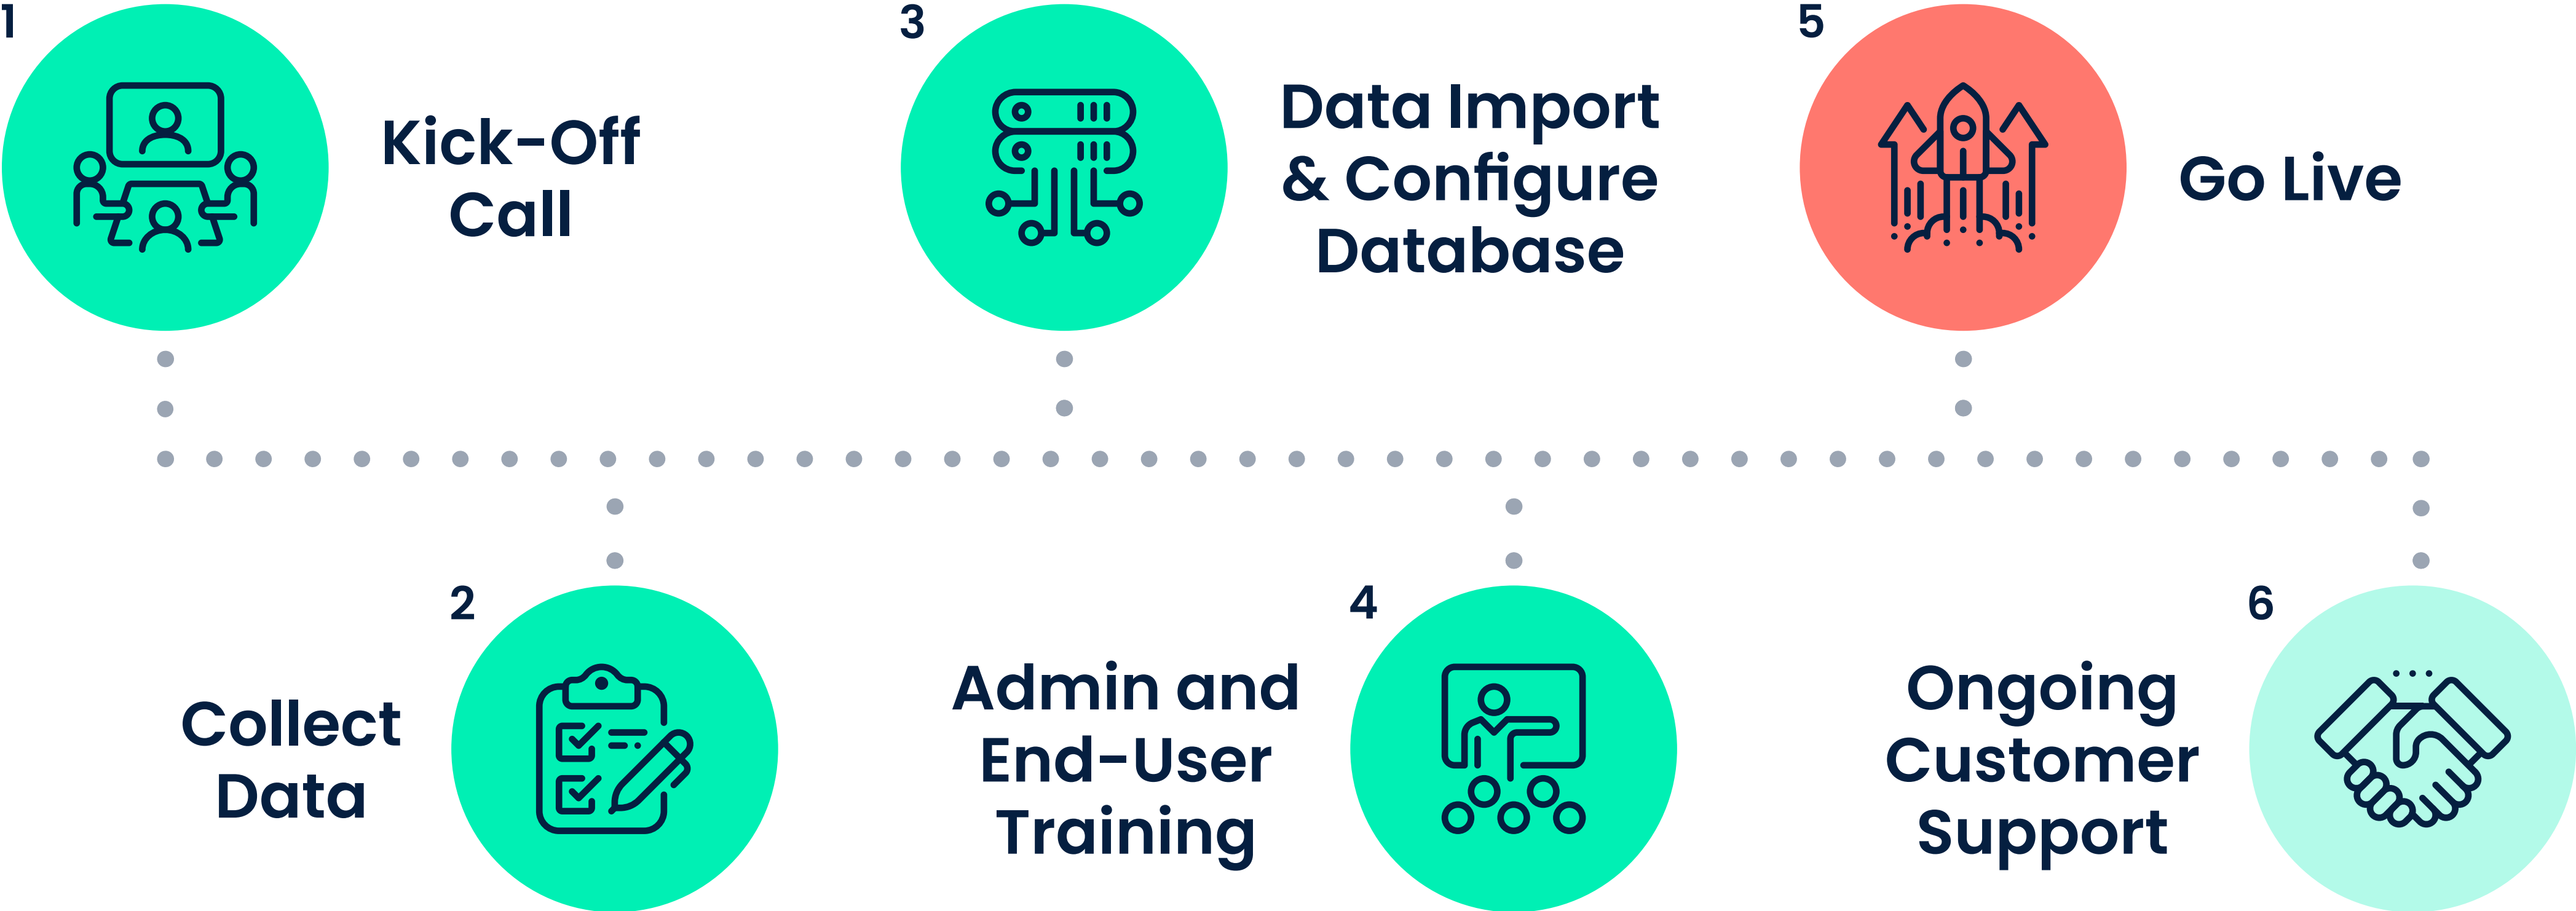 1
Kick-Off
Call
2
Collect
Data
3
Data Import
& Configure
Database
4
Admin and
End-User
Training
5
Go Live
6
Ongoing
Customer
Support